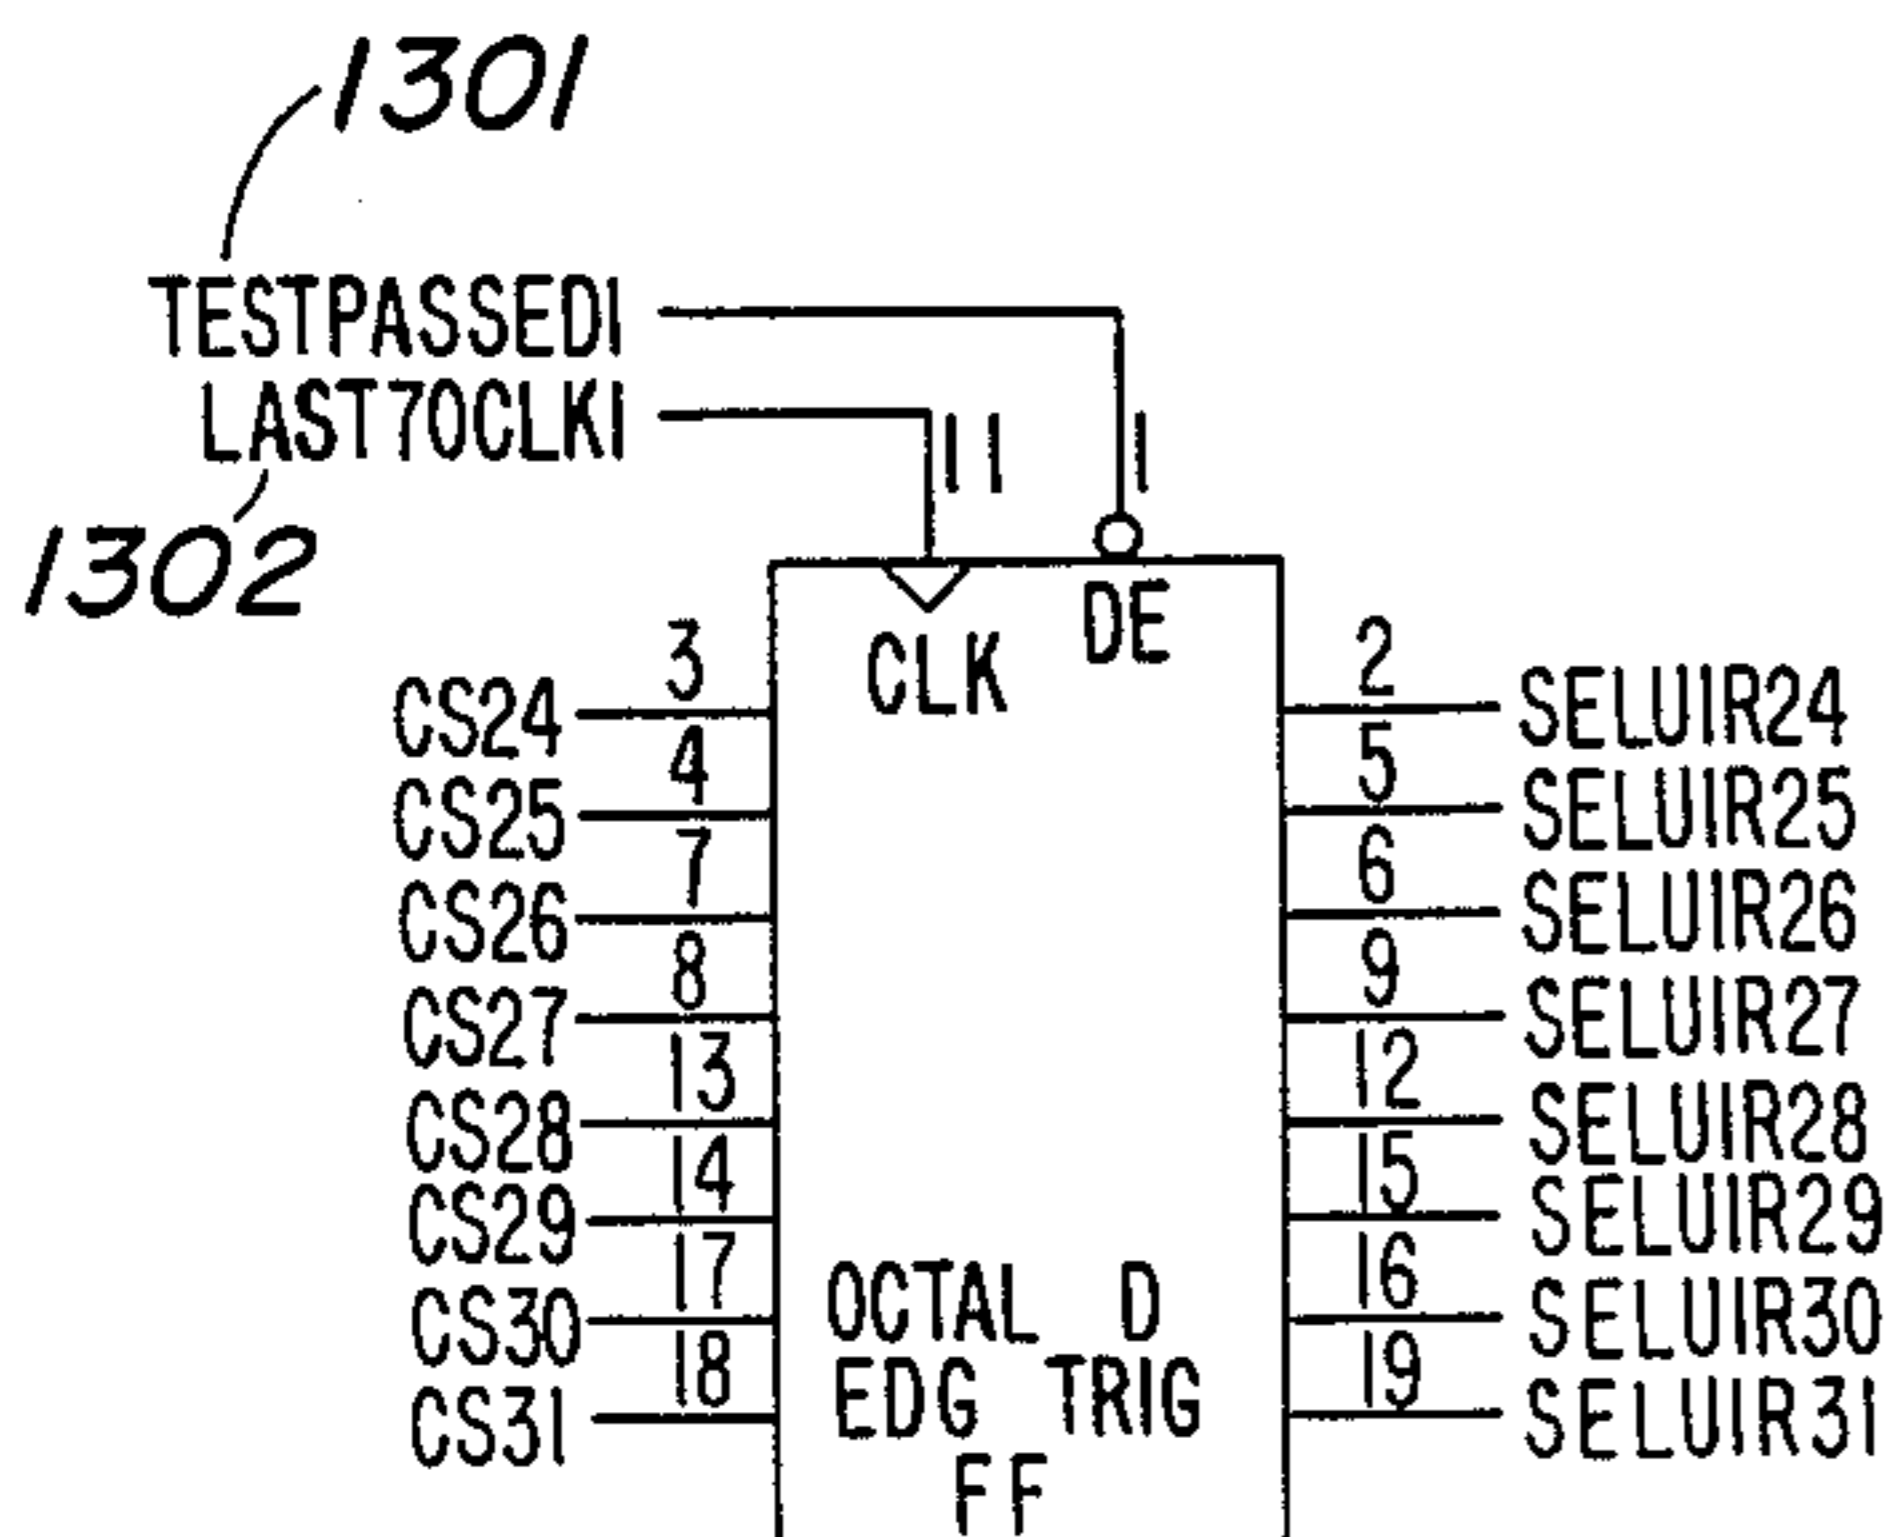 1301
TESTPASSED1
LAST70CLK1
11 1
1302
CLK DE
CS24 3 2 SELUIR24
CS25 4 5 SELUIR25
CS26 7 6 SELUIR26
CS27 8 9 SELUIR27
CS28 13 12 SELUIR28
CS29 14 15 SELUIR29
CS30 17 16 SELUIR30
CS31 18 19 SELUIR31
OCTAL D
EDG TRIG
FF